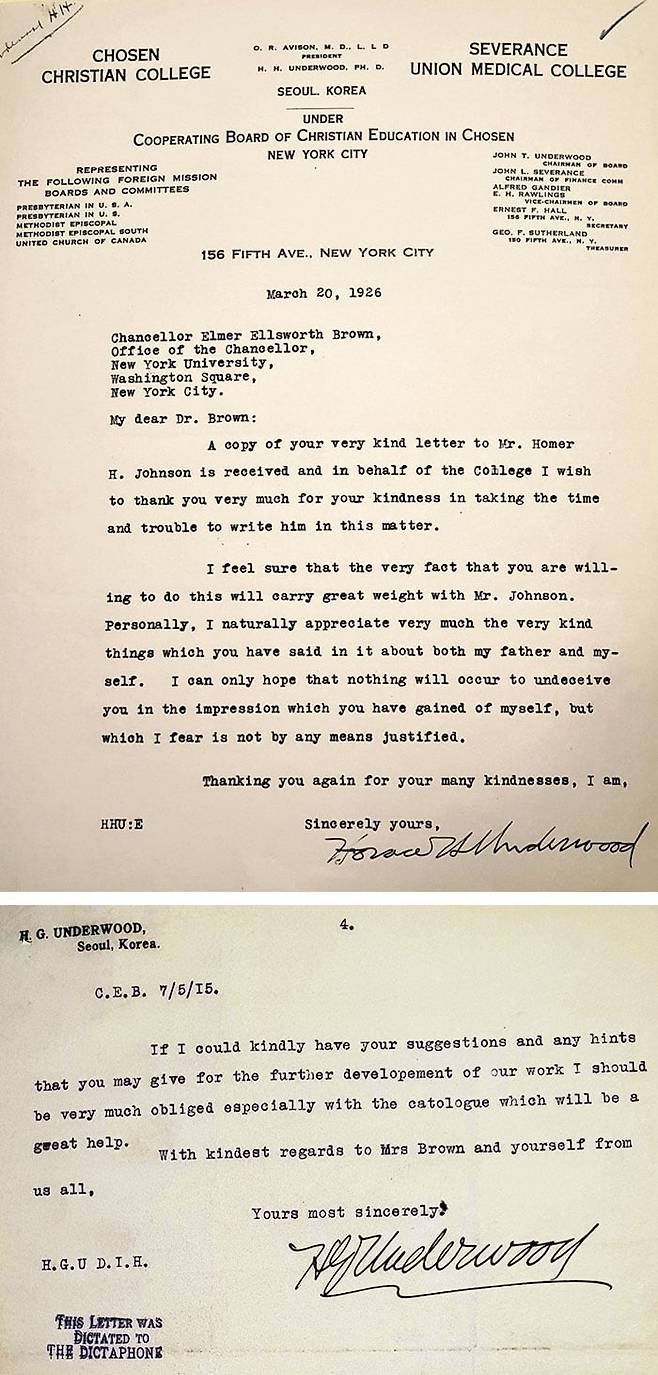 Underwood HH
CHOSEN
CHRISTIAN COLLEGE
O. R. AVISON, M. D., L. L D
PRESIDENT
H. H. UNDERWOOD, PH. D.
SEOUL. KOREA
SEVERANCE
UNION MEDICAL COLLEGE
UNDER
COOPERATING BOARD OF CHRISTIAN EDUCATION IN CHOSEN
NEW YORK CITY
REPRESENTING
THE FOLLOWING FOREIGN MISSION
BOARDS AND COMMITTEES
PRESBYTERIAN IN U. S. A.
PRESBYTERIAN IN U. S.
METHODIST EPISCOPAL
METHODIST EPISCOPAL SOUTH
UNITED CHURCH OF CANADA
JOHN T. UNDERWOOD
CHAIRMAN OF BOARD
JOHN L. SEVERANCE
CHAIRMAN OF FINANCE COMM
ALFRED GANDIER
E. H. RAWLINGS
VICE-CHAIRMEN OF BOARD
ERNEST F. HALL
156 FIFTH AVE., N. Y.
SECRETARY
GEO. F. SUTHERLAND
150 FIFTH AVE., N. Y.
TREASURER
156 FIFTH AVE., NEW YORK CITY
March 20, 1926
Chancellor Elmer Ellsworth Brown,
Office of the Chancellor,
New York University,
Washington Square,
New York City.
My dear Dr. Brown:
A copy of your very kind letter to Mr. Homer
H. Johnson is received and in behalf of the College I wish
to thank you very much for your kindness in taking the time
and trouble to write him in this matter.
I feel sure that the very fact that you are will-
ing to do this will carry great weight with Mr. Johnson.
Personally, I naturally appreciate very much the very kind
things which you have said in it about both my father and my-
self. I can only hope that nothing will occur to undeceive
you in the impression which you have gained of myself, but
which I fear is not by any means justified.
Thanking you again for your many kindnesses, I am,
HHU:E
Sincerely yours,
Horace H Underwood
H. G. UNDERWOOD,
Seoul, Korea.
4.
C.E.B. 7/5/15.
If I could kindly have your suggestions and any hints
that you may give for the further developement of our work I should
be very much obliged especially with the catologue which will be a
great help.
With kindest regards to Mrs Brown and yourself from
us all,
Yours most sincerely,
H.G.U D.I.H.
HGUnderwood
THIS LETTER WAS
DICTATED TO
THE DICTAPHONE